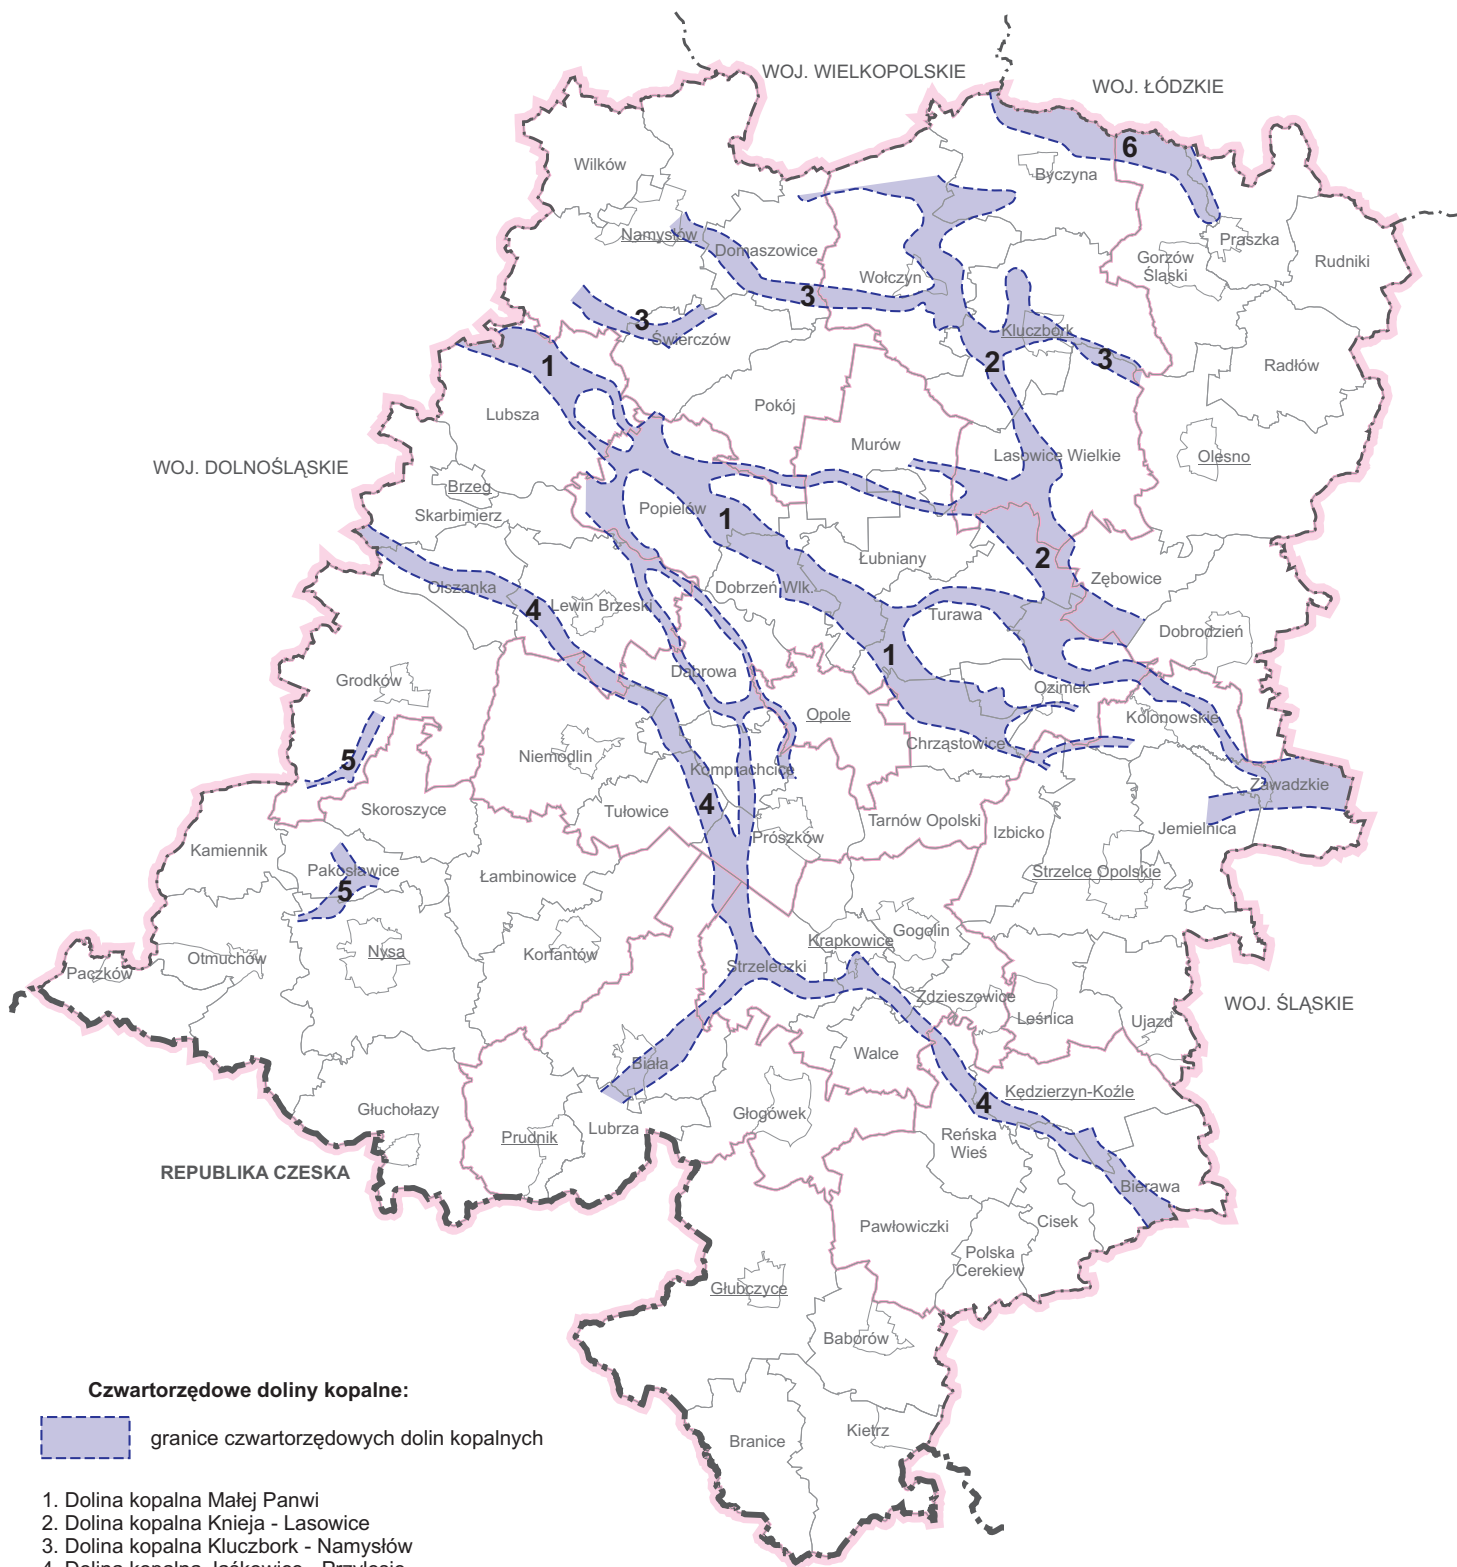 WOJ. WIELKOPOLSKIE
WOJ. ŁÓDZKIE
6
Wilków
Byczyna
Namysłów
Domaszowice
Praszka
Gorzów
Śląski
Rudniki
Wołczyn
3
3
Świerczów
Kluczbork
2
3
1
Radłów
Lubsza
Pokój
Murów
Lasowice Wielkie
Olesno
WOJ. DOLNOŚLĄSKIE
Brzeg
Skarbimierz
Popielów
1
Łubniany
2
Zębowice
Olszanka
Dobrzeń Wlk.
4
Lewin Brzeski
Turawa
Dobrodzień
1
Dąbrowa
Grodków
Ozimek
Opole
Kolonowskie
Chrząstowice
5
Niemodlin
Komprachcice
Zawadzkie
Skoroszyce
Tułowice
4
Prószków
Tarnów Opolski
Izbicko
Jemielnica
Kamiennik
Pakosławice
5
Łambinowice
Strzelce Opolskie
Gogolin
Krapkowice
Nysa
Korfantów
Otmuchów
Paczków
Strzeleczki
Zdzieszowice
Leśnica
Ujazd
WOJ. ŚLĄSKIE
Walce
Biała
Kędzierzyn-Koźle
4
Głuchołazy
Głogówek
Prudnik
Lubrza
Reńska
Wieś
REPUBLIKA CZESKA
Bierawa
Pawłowiczki
Cisek
Polska
Cerekiew
Głubczyce
Baborów
Kietrz
Branice
Czwartorzędowe doliny kopalne:
granice czwartorzędowych dolin kopalnych
1. Dolina kopalna Małej Panwi
2. Dolina kopalna Knieja - Lasowice
3. Dolina kopalna Kluczbork - Namysłów